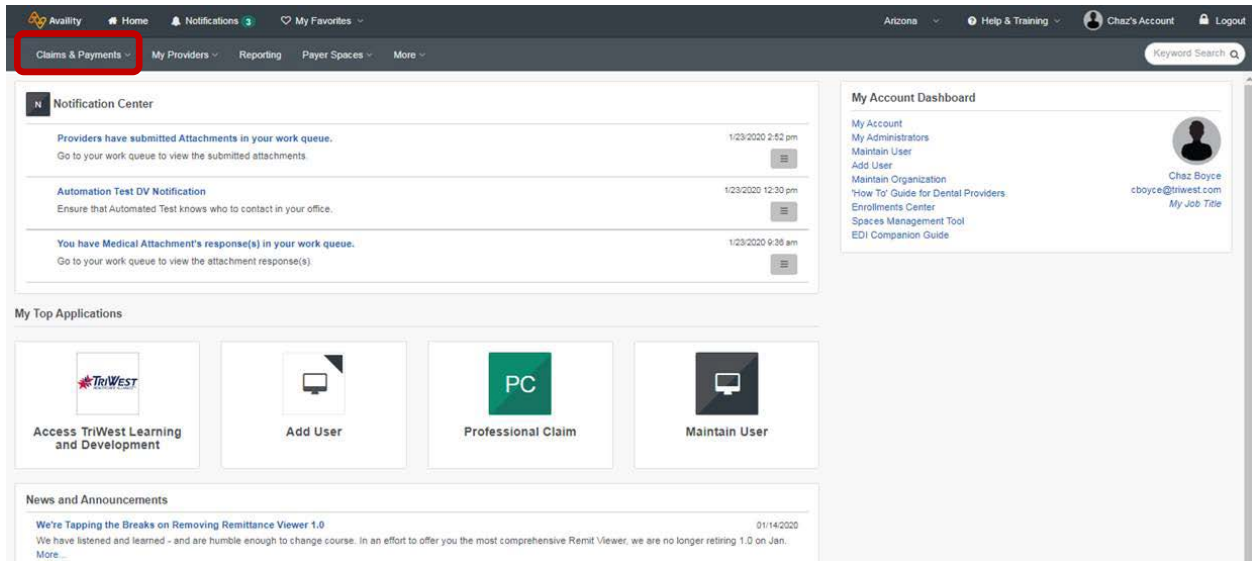 Availity Home Notifications 3 My Favorites Arizona Help & Training Chaz's Account Logout
Claims & Payments My Providers Reporting Payer Spaces More Keyword Search
N Notification Center
Providers have submitted Attachments in your work queue. 1/23/2020 2:52 pm
Go to your work queue to view the submitted attachments.
Automation Test DV Notification 1/23/2020 12:30 pm
Ensure that Automated Test knows who to contact in your office.
You have Medical Attachment's response(s) in your work queue. 1/23/2020 9:36 am
Go to your work queue to view the attachment response(s).
My Account Dashboard
My Account
My Administrators
Maintain User
Add User
Maintain Organization
'How To' Guide for Dental Providers
Enrollments Center
Spaces Management Tool
EDI Companion Guide
Chaz Boyce
cboyce@triwest.com
My Job Title
My Top Applications
TRIWEST
Access TriWest Learning
and Development
Add User
PC
Professional Claim
Maintain User
News and Announcements
We're Tapping the Breaks on Removing Remittance Viewer 1.0 01/14/2020
We have listened and learned - and are humble enough to change course. In an effort to offer you the most comprehensive Remit Viewer, we are no longer retiring 1.0 on Jan.
More...